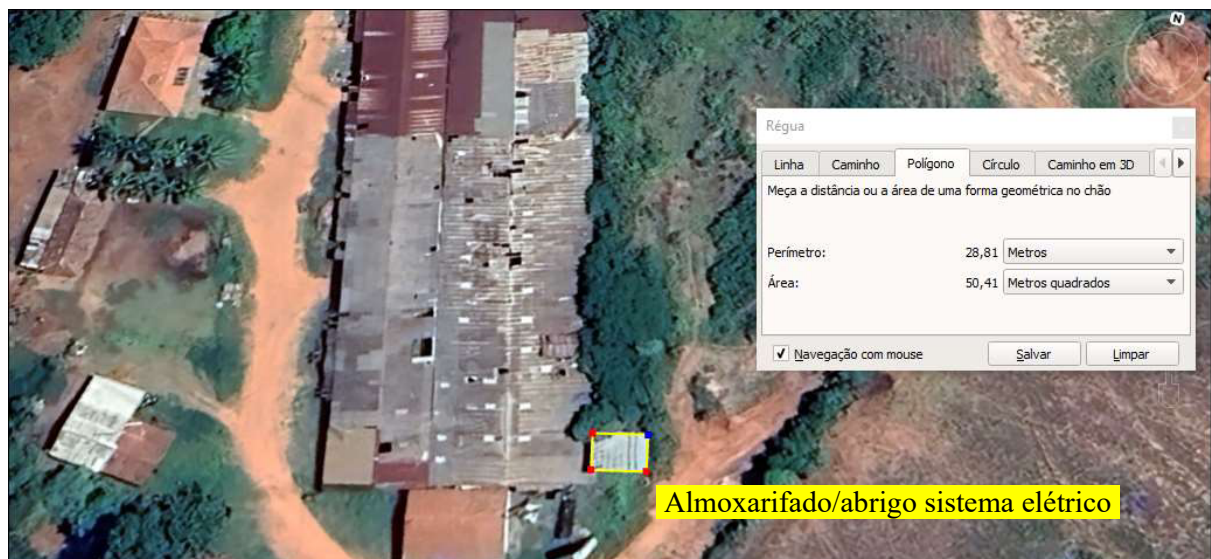 N
Régua
Linha Caminho Polígono Círculo Caminho em 3D
Meça a distância ou a área de uma forma geométrica no chão
Perímetro: 28,81 Metros
Área: 50,41 Metros quadrados
Navegação com mouse Salvar Limpar
Almoxarifado/abrigo sistema elétrico